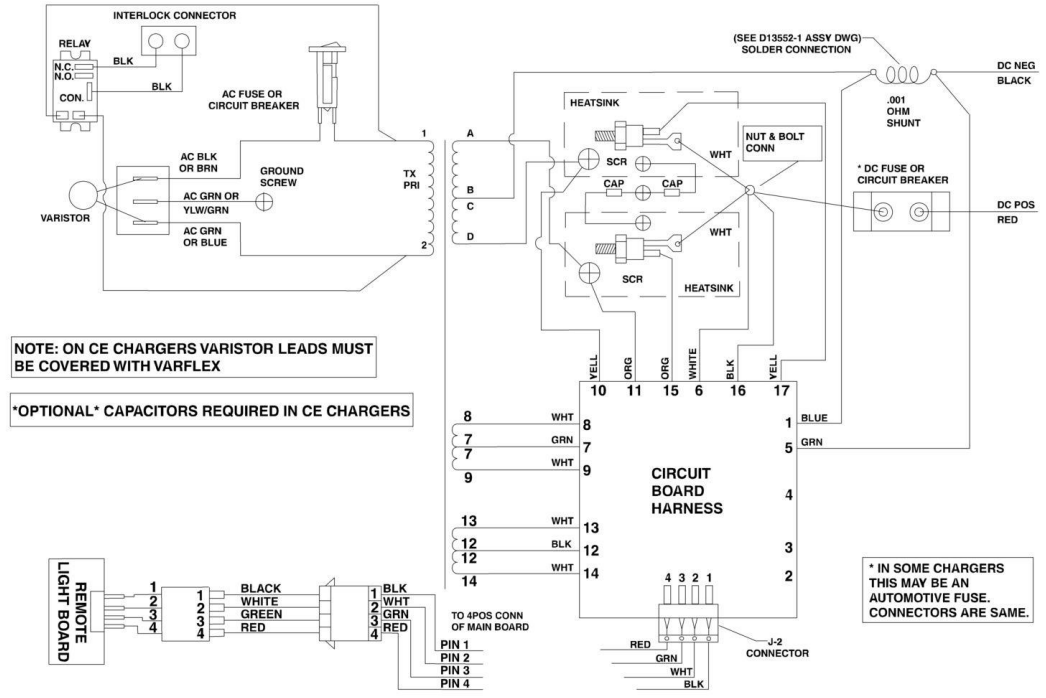 INTERLOCK CONNECTOR
RELAY
N.C.
N.O.
CON.
BLK
BLK
AC FUSE OR
CIRCUIT BREAKER
AC BLK
OR BRN
GROUND
SCREW
AC GRN OR
YLW/GRN
AC GRN
OR BLUE
VARISTOR
1
TX
PRI
2
A
B
C
D
HEATSINK
SCR
WHT
CAP
CAP
WHT
SCR
HEATSINK
NUT & BOLT
CONN
(SEE D13552-1 ASSY DWG)
SOLDER CONNECTION
.001
OHM
SHUNT
DC NEG
BLACK
* DC FUSE OR
CIRCUIT BREAKER
DC POS
RED
NOTE: ON CE CHARGERS VARISTOR LEADS MUST
BE COVERED WITH VARFLEX
*OPTIONAL* CAPACITORS REQUIRED IN CE CHARGERS
YELL
ORG
ORG
WHITE
BLK
YELL
10 11 15 6 16 17
1 BLUE
5 GRN
4
3
2
8 WHT 8
7 GRN 7
7
9 WHT 9
13 WHT 13
12 BLK 12
12
14 WHT 14
CIRCUIT
BOARD
HARNESS
4 3 2 1
J-2
CONNECTOR
RED
GRN
WHT
BLK
* IN SOME CHARGERS
THIS MAY BE AN
AUTOMOTIVE FUSE.
CONNECTORS ARE SAME.
REMOTE
LIGHT BOARD
1 1 BLACK 1 BLK
2 2 WHITE 2 WHT
3 3 GREEN 3 GRN
4 4 RED 4 RED
TO 4POS CONN
OF MAIN BOARD
PIN 1
PIN 2
PIN 3
PIN 4